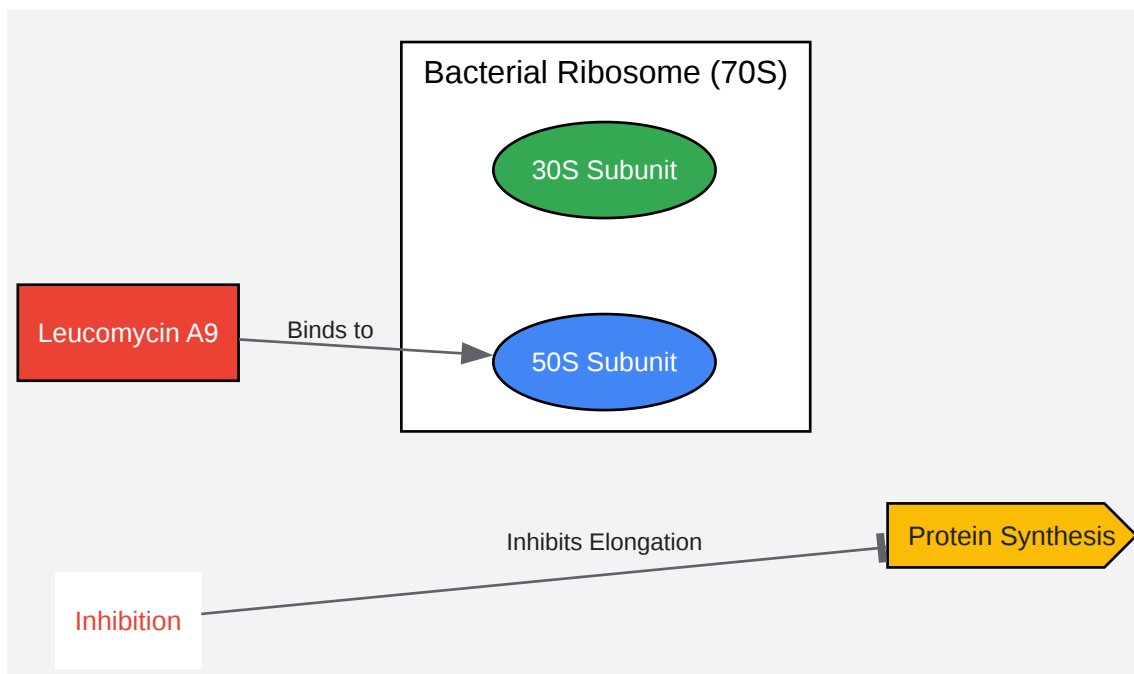 Bacterial Ribosome (70S)
30S Subunit
Leucomycin A9
Binds to
50S Subunit
Inhibits Elongation
Protein Synthesis
Inhibition